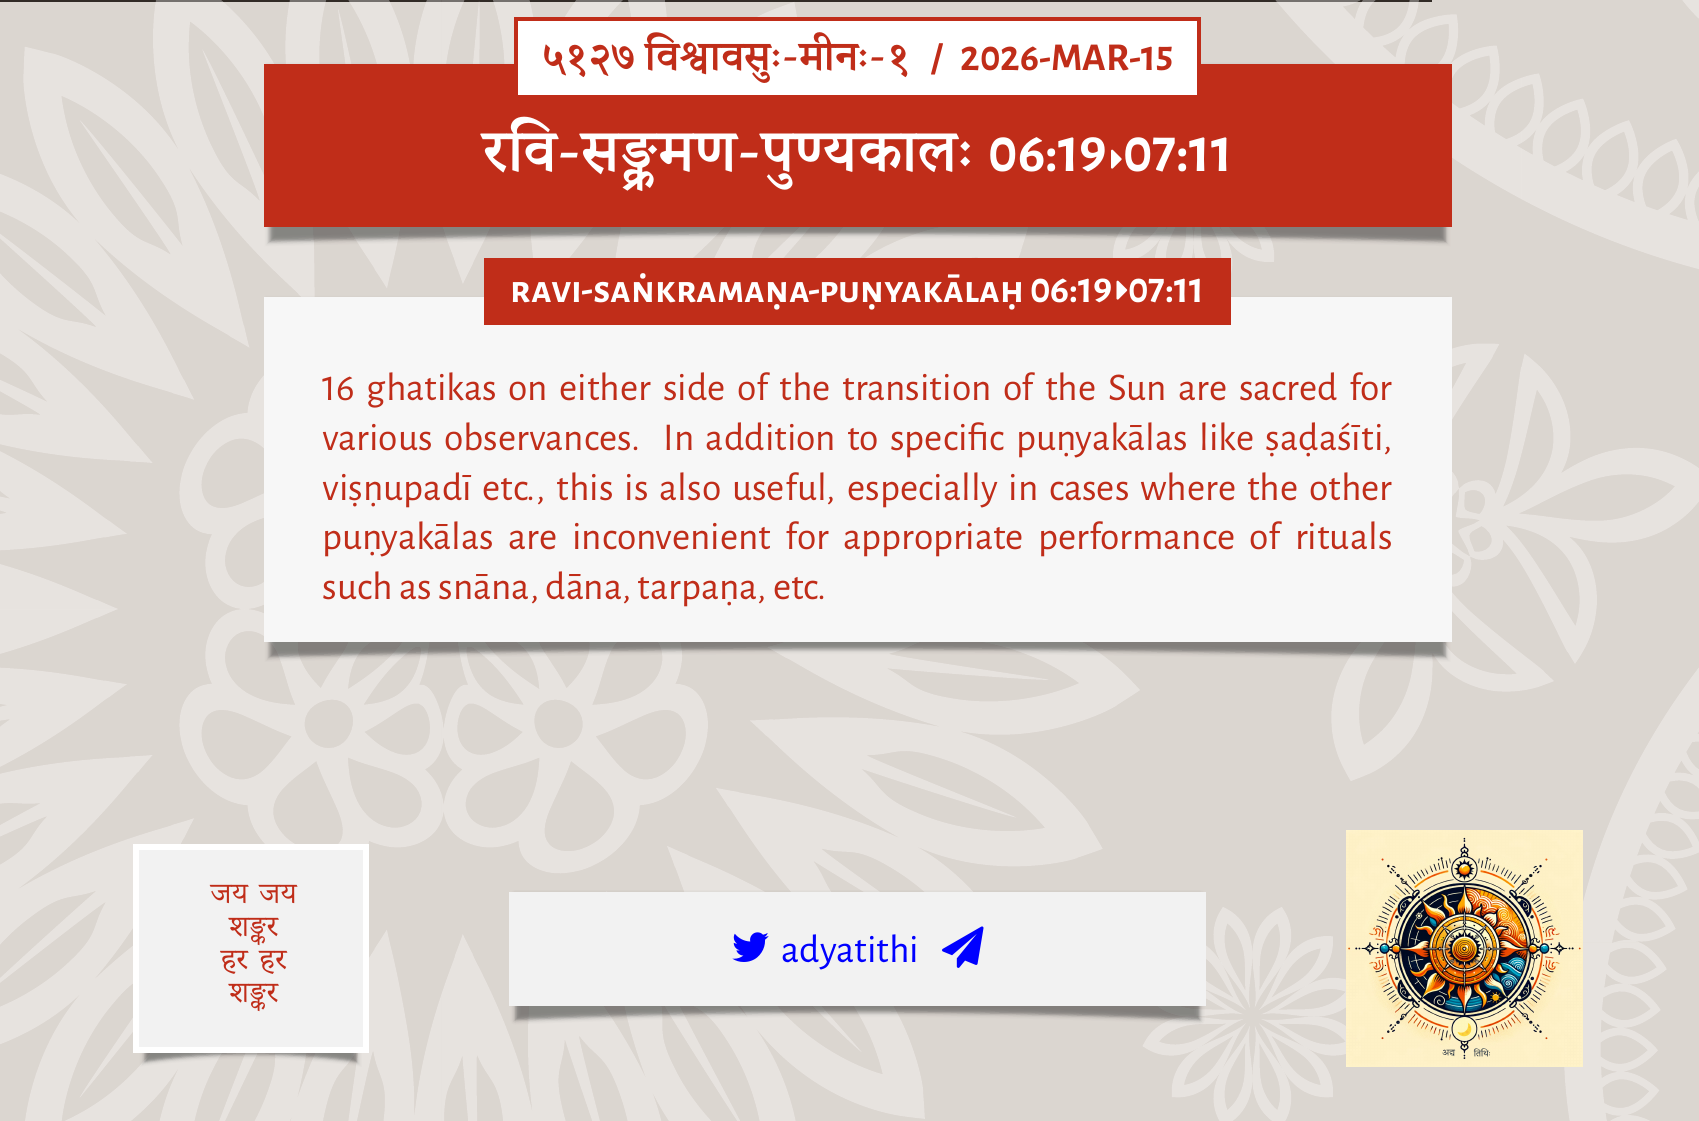 ५१२७ विश्वावसुः-मीनः-१ / 2026-MAR-15
रवि-सङ्क्रमण-पुण्यकालः 06:19▸07:11
RAVI-SAṄKRAMAṆA-PUṆYAKĀLAḤ 06:19▸07:11
16 ghatikas on either side of the transition of the Sun are sacred for
various observances. In addition to specific puṇyakālas like ṣaḍaśīti,
viṣṇupadī etc., this is also useful, especially in cases where the other
puṇyakālas are inconvenient for appropriate performance of rituals
such as snāna, dāna, tarpaṇa, etc.
जय जय
शङ्कर
हर हर
शङ्कर
adyatithi
अद्य तिथिः